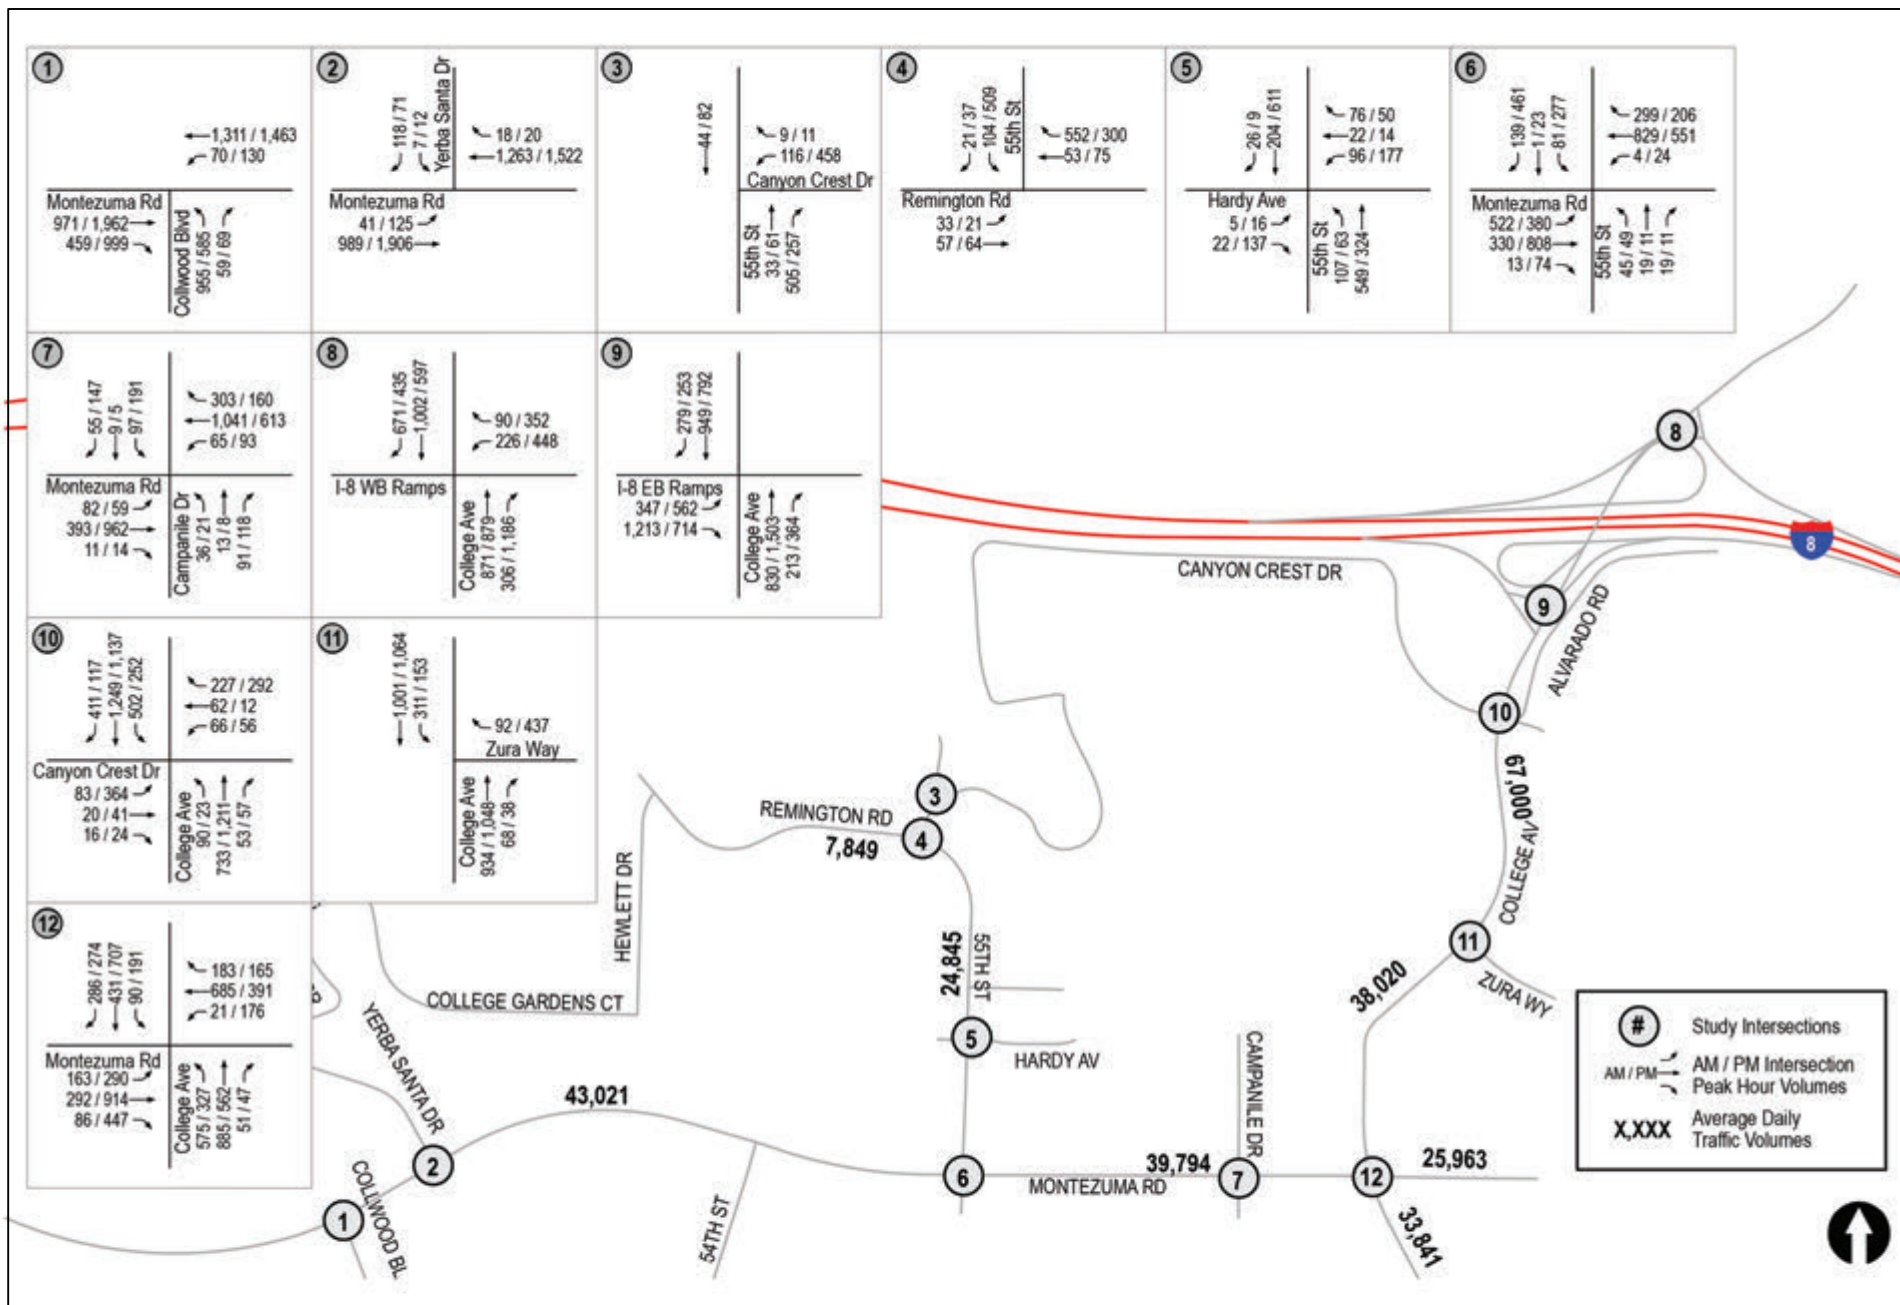 1
1,311 / 1,463
70 / 130
Montezuma Rd
971 / 1,962
459 / 999
Collwood Blvd
955 / 585
59 / 69
2
118 / 71
7 / 12
Yerba Santa Dr
18 / 20
1,263 / 1,522
Montezuma Rd
41 / 125
989 / 1,906
3
44 / 82
9 / 11
116 / 458
Canyon Crest Dr
55th St
33 / 61
505 / 257
4
21 / 37
104 / 509
55th St
552 / 300
53 / 75
Remington Rd
33 / 21
57 / 64
5
26 / 9
204 / 611
76 / 50
22 / 14
96 / 177
Hardy Ave
5 / 16
22 / 137
55th St
107 / 63
549 / 324
6
139 / 461
1 / 23
81 / 277
299 / 206
829 / 551
4 / 24
Montezuma Rd
522 / 380
330 / 808
13 / 74
55th St
45 / 49
19 / 11
19 / 11
7
55 / 147
9 / 5
97 / 191
303 / 160
1,041 / 613
65 / 93
Montezuma Rd
82 / 59
393 / 962
11 / 14
Campanile Dr
36 / 21
13 / 8
91 / 118
8
671 / 435
1,002 / 597
90 / 352
226 / 448
I-8 WB Ramps
College Ave
871 / 879
306 / 1,186
9
279 / 253
949 / 792
I-8 EB Ramps
347 / 562
1,213 / 714
College Ave
830 / 1,503
213 / 364
10
411 / 117
1,249 / 1,137
502 / 252
227 / 292
62 / 12
66 / 56
Canyon Crest Dr
83 / 364
20 / 41
16 / 24
College Ave
90 / 23
733 / 1,211
53 / 57
11
1,001 / 1,064
311 / 153
92 / 437
Zura Way
College Ave
934 / 1,048
68 / 38
12
286 / 274
431 / 707
90 / 191
183 / 165
685 / 391
21 / 176
Montezuma Rd
163 / 290
292 / 914
86 / 447
College Ave
575 / 327
885 / 562
51 / 47
8
8
CANYON CREST DR
9
ALVARADO RD
10
67,000
COLLEGE AV
3
REMINGTON RD
7,849
4
HEWLETT DR
24,845
55TH ST
11
ZURA WY
38,020
COLLEGE GARDENS CT
YERBA SANTA DR
5
HARDY AV
CAMPANILE DR
43,021
2
6
39,794
7
MONTEZUMA RD
12
25,963
33,841
1
COLLWOOD BL
54TH ST
# Study Intersections
AM / PM AM / PM Intersection
Peak Hour Volumes
X,XXX Average Daily
Traffic Volumes